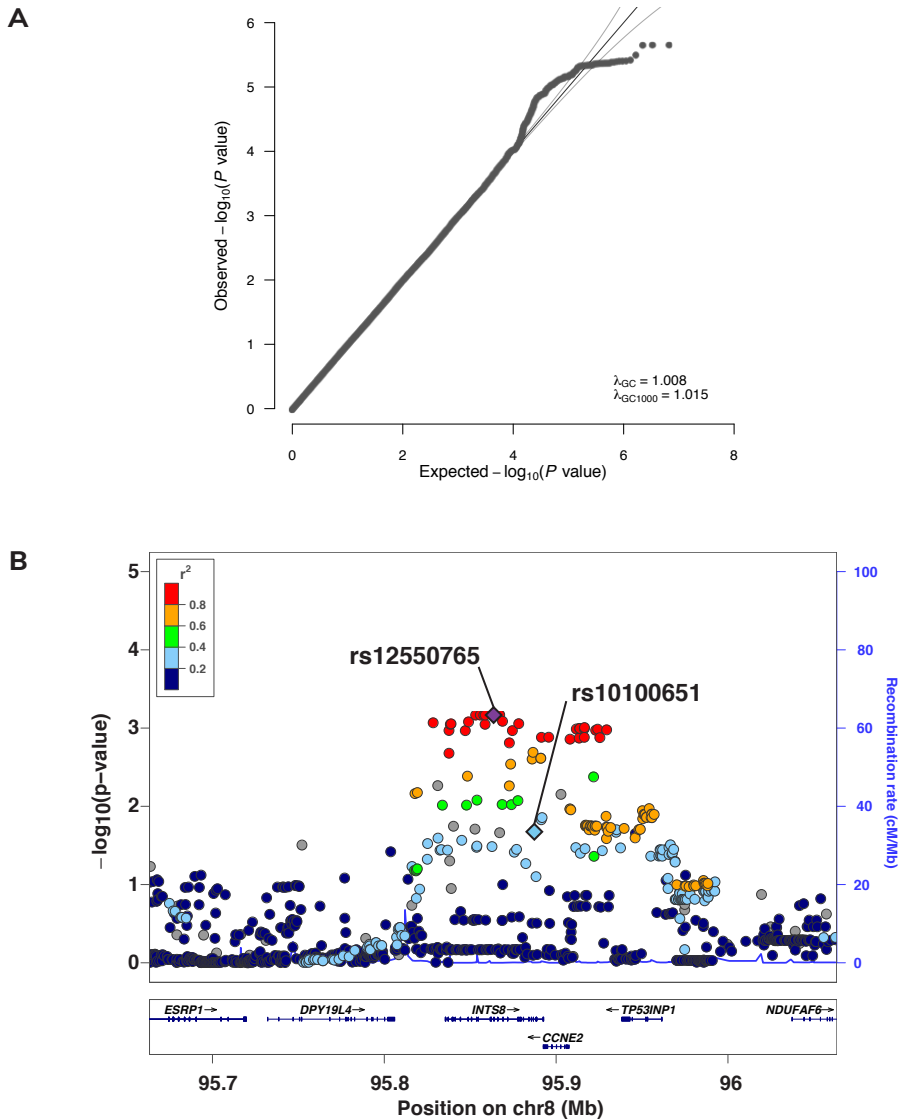 A
Observed −log10(P value)
6
5
4
3
2
1
0
λGC = 1.008
λGC1000 = 1.015
0 2 4 6 8
Expected −log10(P value)
B
−log10(p−value)
5
4
3
2
1
0
r2
0.8
0.6
0.4
0.2
rs12550765
rs10100651
100
80
60
40
20
0
Recombination rate (cM/Mb)
ESRP1→ DPY19L4→ INTS8→ ←TP53INP1 NDUFAF6→
←CCNE2
95.7 95.8 95.9 96
Position on chr8 (Mb)